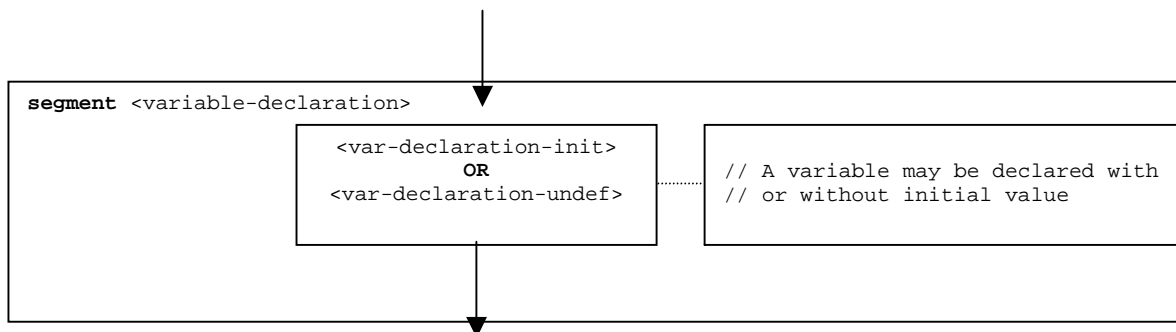 segment <variable-declaration>
<var-declaration-init>
OR
<var-declaration-undef>
// A variable may be declared with
// or without initial value